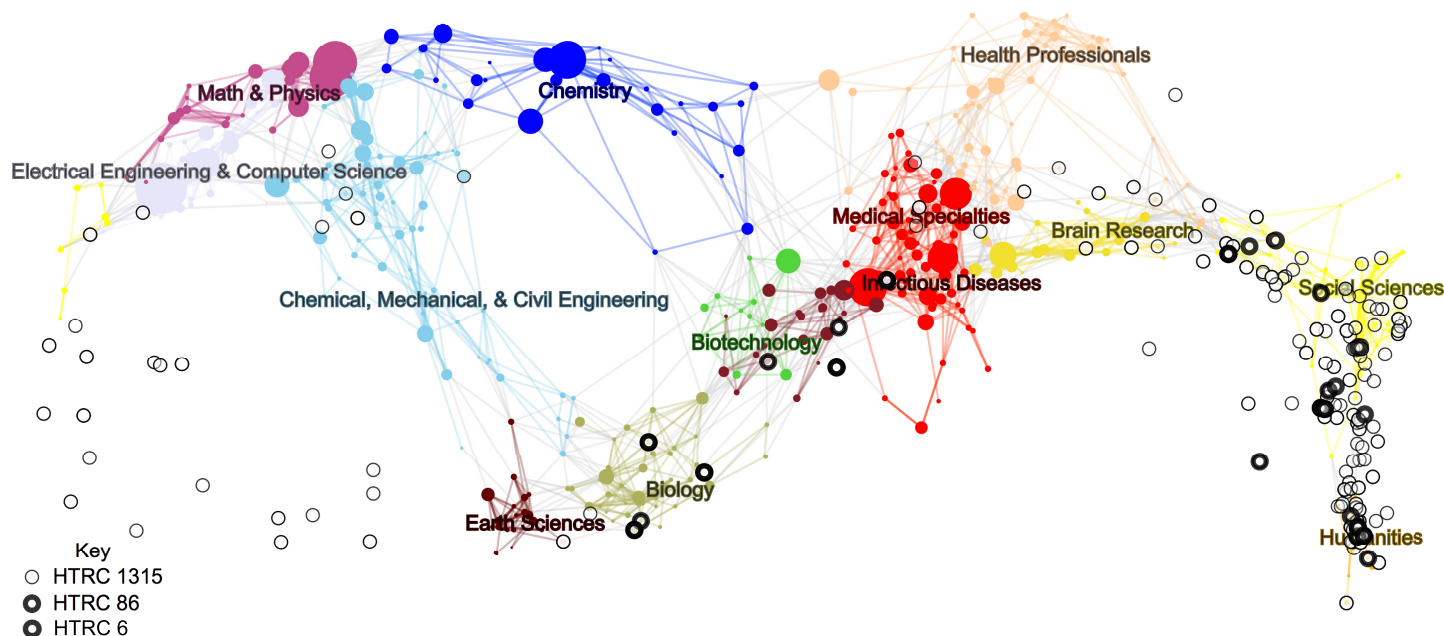 Health Professionals
Math & Physics
Chemistry
Electrical Engineering & Computer Science
Medical Specialties
Brain Research
Infectious Diseases
Social Sciences
Chemical, Mechanical, & Civil Engineering
Biotechnology
Biology
Earth Sciences
Humanities
Key
HTRC 1315
HTRC 86
HTRC 6